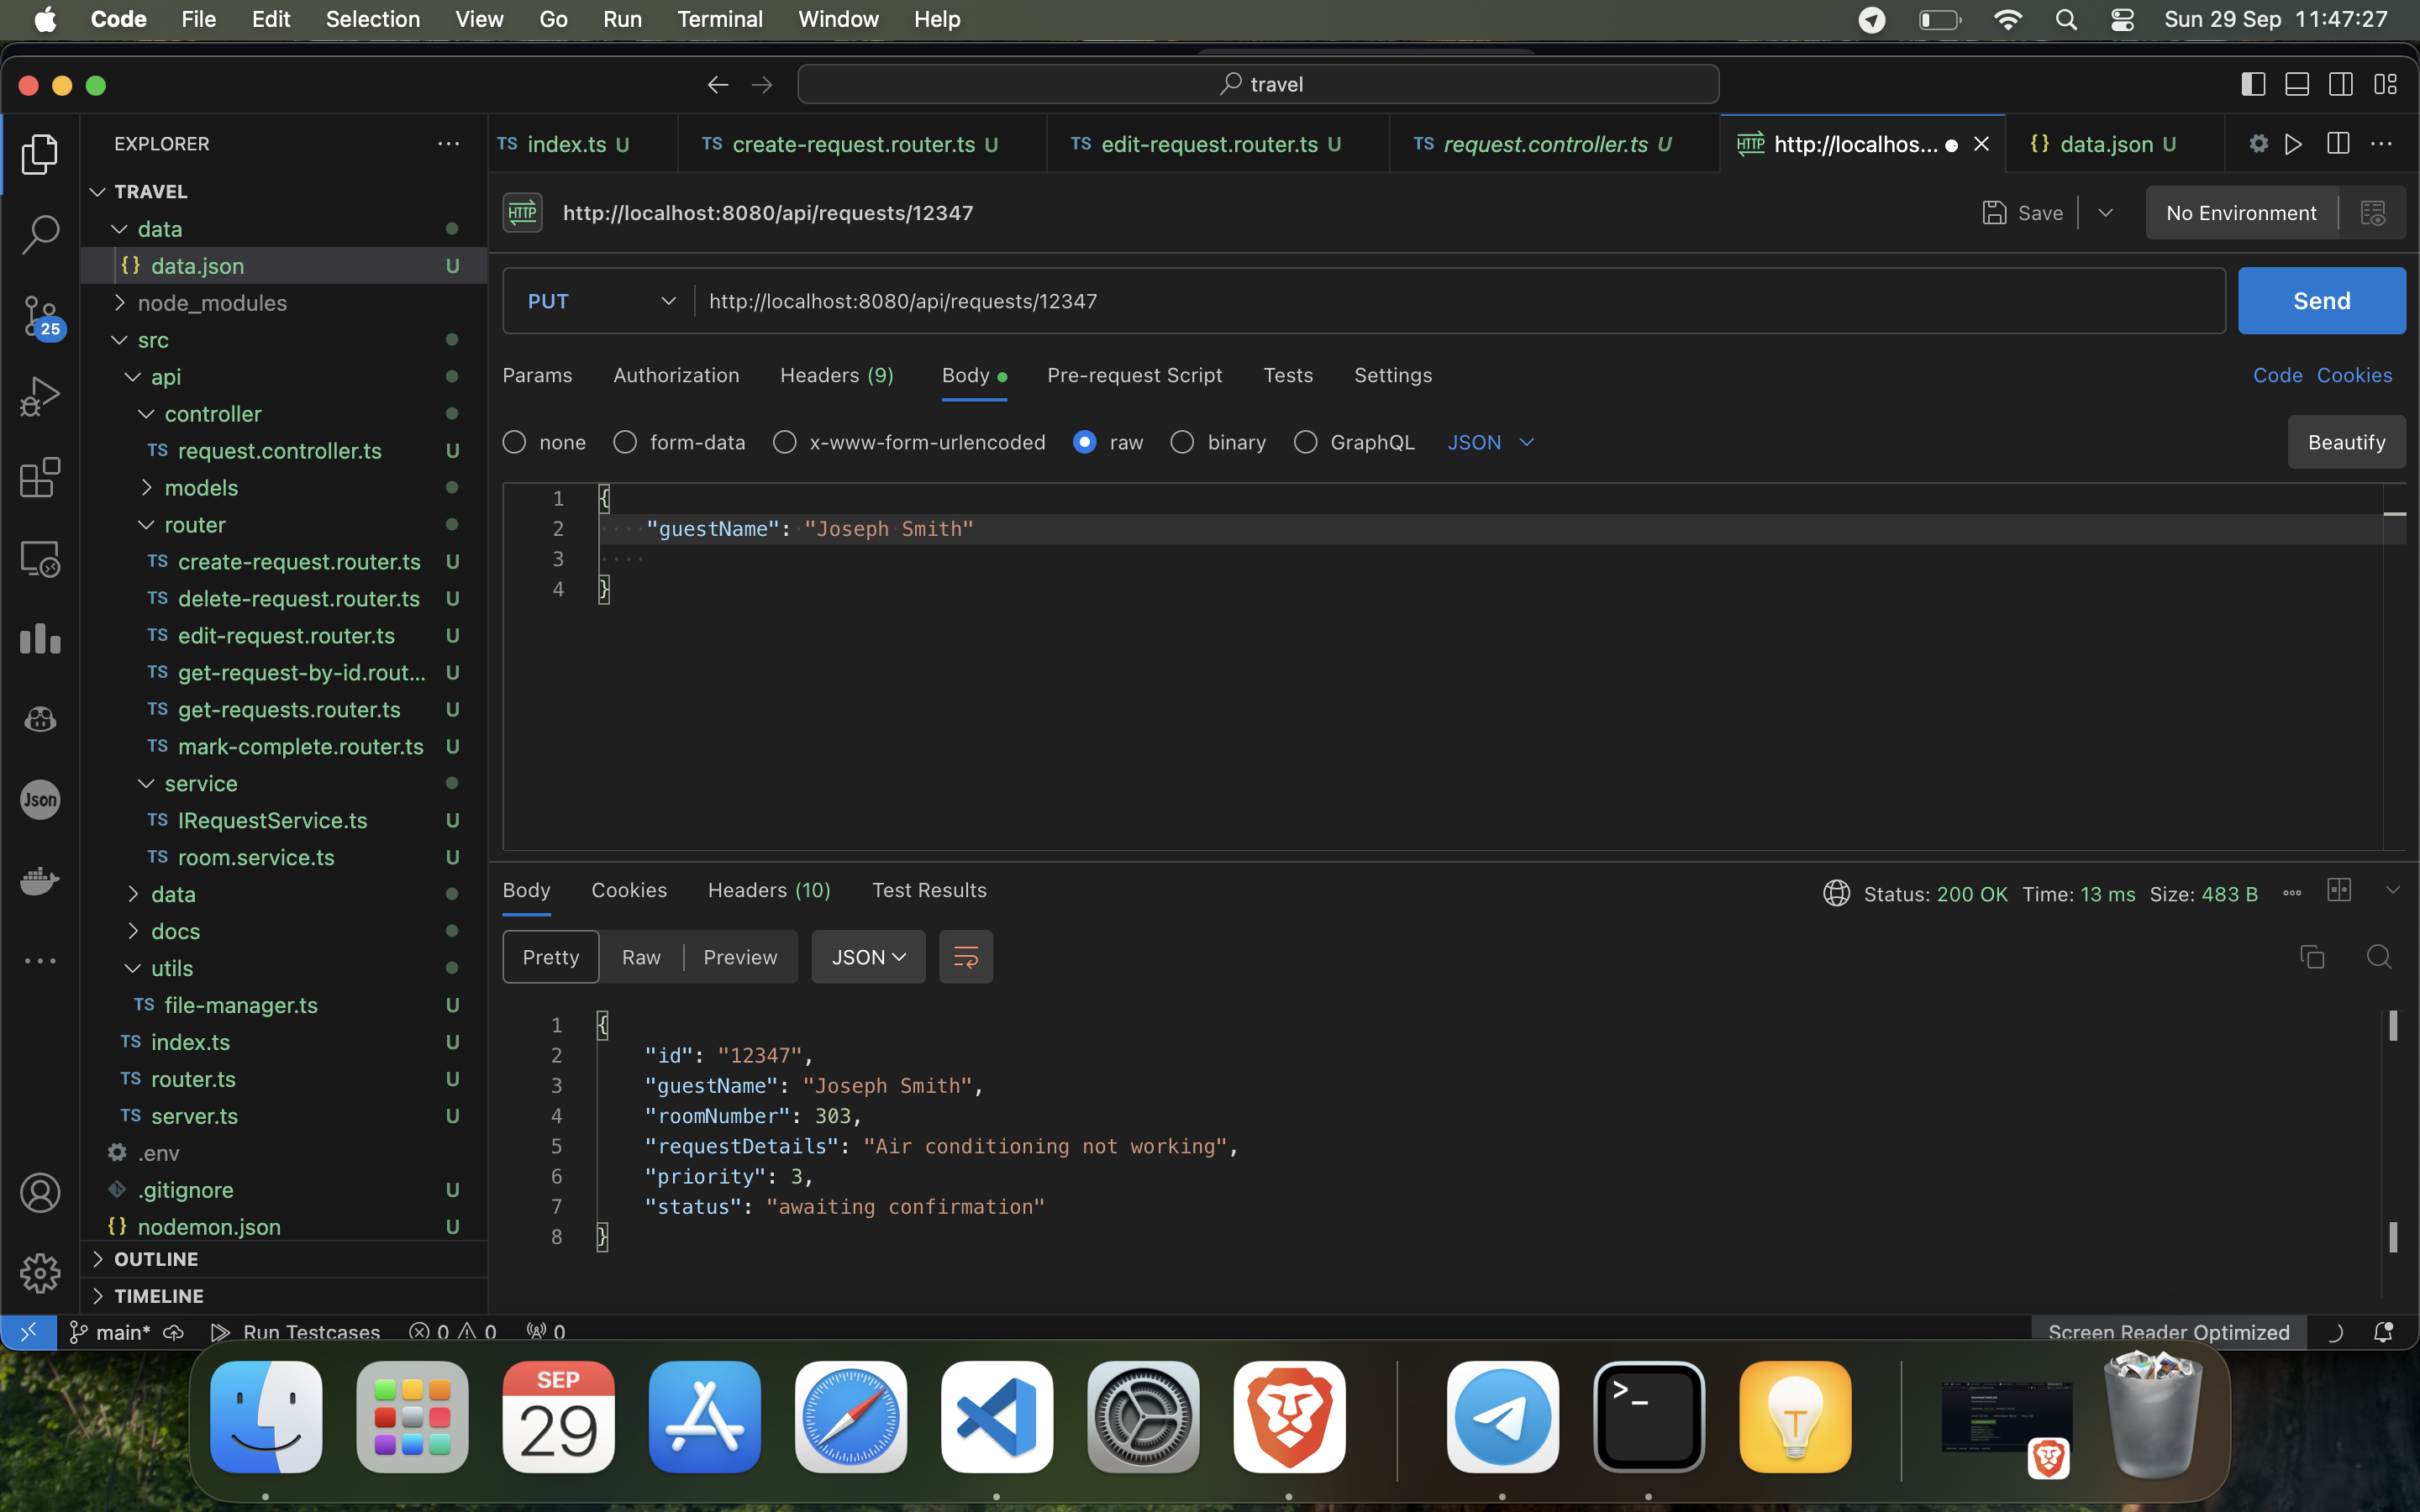 Code File Edit Selection View Go Run Terminal Window Help Sun 29 Sep 11:47:27
travel
EXPLORER
TS index.ts U TS create-request.router.ts U TS edit-request.router.ts U TS request.controller.ts U HTTP http://localhos... {} data.json U
TRAVEL
data
{} data.json U
node_modules
src
api
controller
TS request.controller.ts U
models
router
TS create-request.router.ts U
TS delete-request.router.ts U
TS edit-request.router.ts U
TS get-request-by-id.rout... U
TS get-requests.router.ts U
TS mark-complete.router.ts U
service
TS IRequestService.ts U
TS room.service.ts U
data
docs
utils
TS file-manager.ts U
TS index.ts U
TS router.ts U
TS server.ts U
.env
.gitignore U
{} nodemon.json U
OUTLINE
TIMELINE
25
Json
HTTP http://localhost:8080/api/requests/12347 Save No Environment
PUT http://localhost:8080/api/requests/12347 Send
Params Authorization Headers (9) Body Pre-request Script Tests Settings Code Cookies
none form-data x-www-form-urlencoded raw binary GraphQL JSON Beautify
1 {
2 "guestName": "Joseph Smith"
3
4 }
Body Cookies Headers (10) Test Results Status: 200 OK Time: 13 ms Size: 483 B
Pretty Raw Preview JSON
1 {
2 "id": "12347",
3 "guestName": "Joseph Smith",
4 "roomNumber": 303,
5 "requestDetails": "Air conditioning not working",
6 "priority": 3,
7 "status": "awaiting confirmation"
8 }
main* Run Testcases 0 0 0 Screen Reader Optimized
SEP
29
>_
T